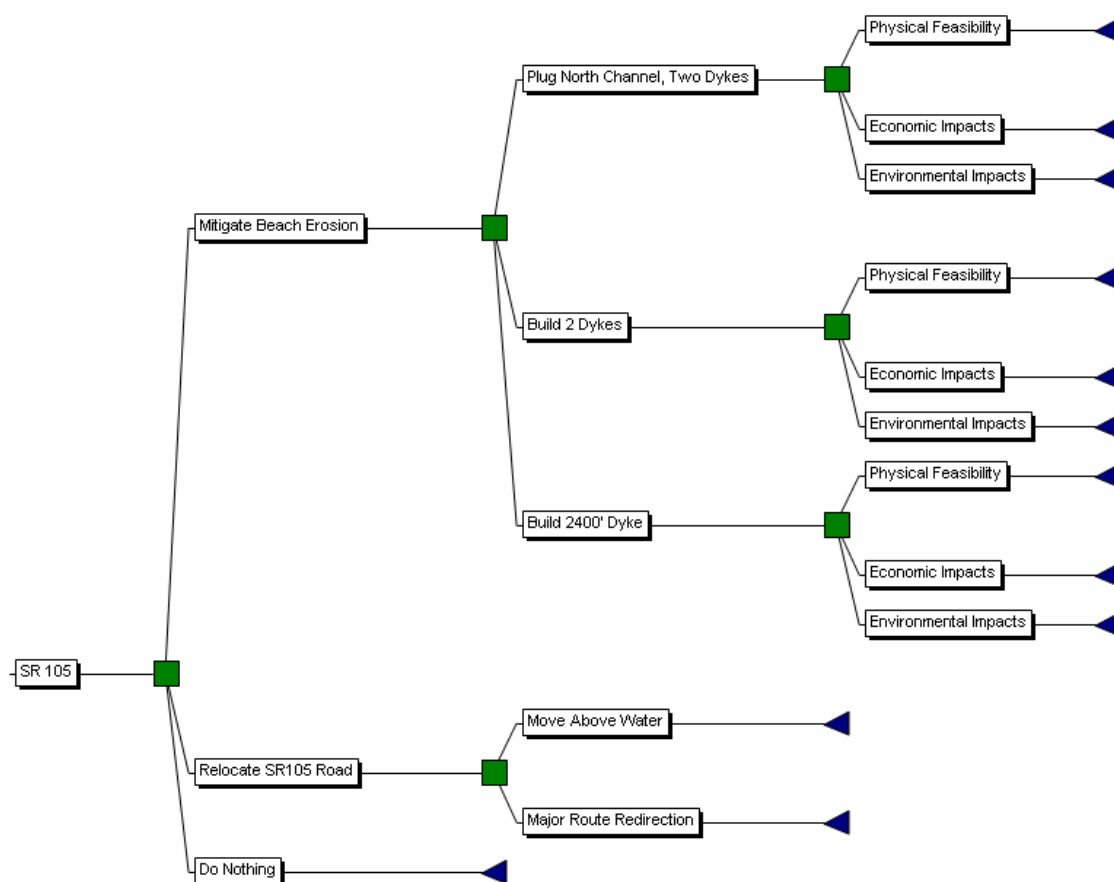 Physical Feasibility
Plug North Channel, Two Dykes
Economic Impacts
Environmental Impacts
Mitigate Beach Erosion
Physical Feasibility
Build 2 Dykes
Economic Impacts
Environmental Impacts
Physical Feasibility
Build 2400' Dyke
Economic Impacts
Environmental Impacts
SR 105
Move Above Water
Relocate SR105 Road
Major Route Redirection
Do Nothing